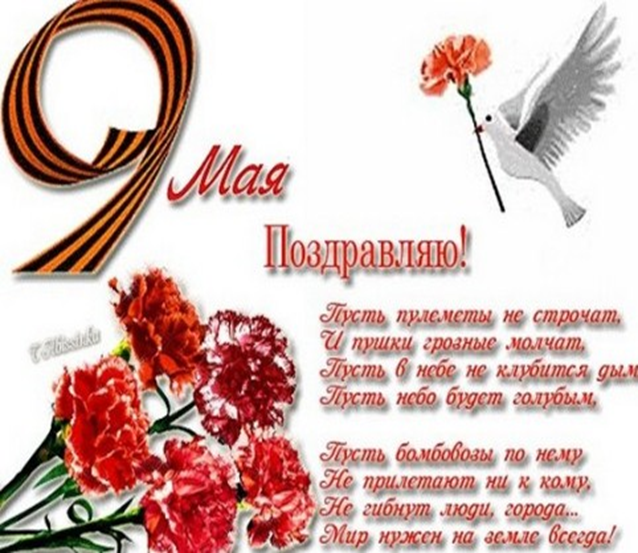 9
Мая
Поздравляю!
Пусть пулеметы не строчат,
И пушки грозные молчат,
Пусть в небе не клубится дым,
Пусть небо будет голубым,
Пусть бомбовозы по нему
Не прилетают ни к кому,
Не гибнут люди, города...
Мир нужен на земле всегда!